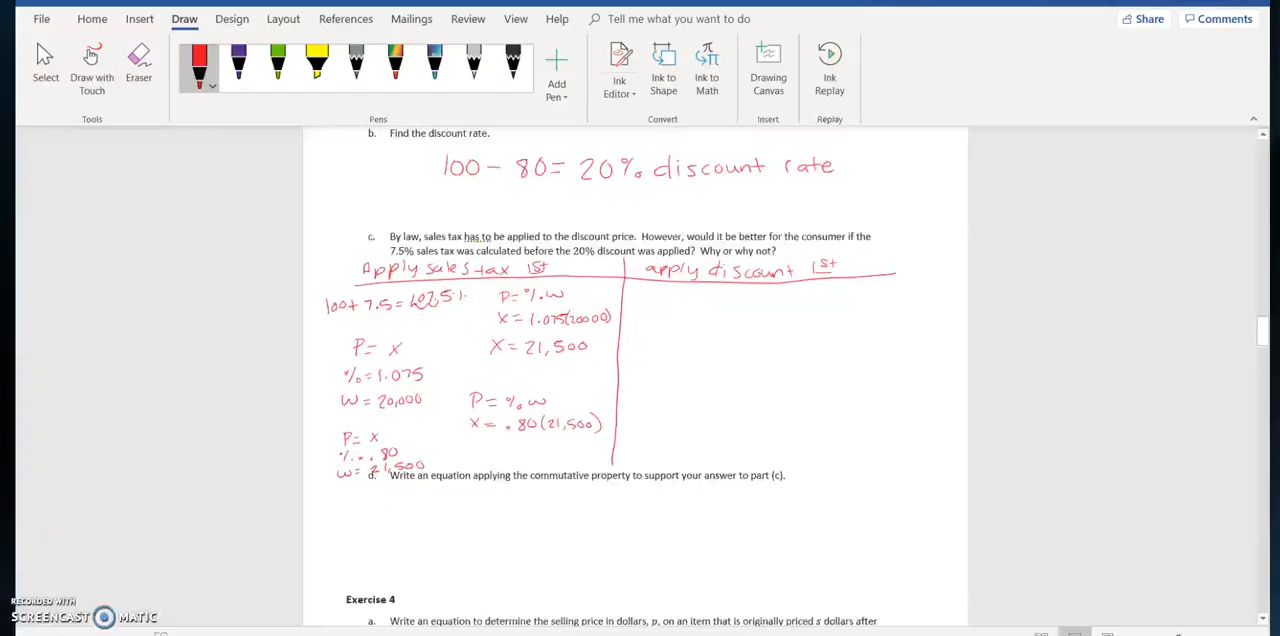 File Home Insert Draw Design Layout References Mailings Review View Help Tell me what you want to do Share Comments
Select Draw with Touch Eraser Add Pen Ink Editor Ink to Shape Ink to Math Drawing Canvas Ink Replay
Tools Pens Convert Insert Replay
b. Find the discount rate.
100 - 80 = 20% discount rate
c. By law, sales tax has to be applied to the discount price. However, would it be better for the consumer if the
7.5% sales tax was calculated before the 20% discount was applied? Why or why not?
Apply sales tax 1st
100 + 7.5 = 107.5%
P = X
% = 1.075
W = 20,000
P = X
% = .80
W = 21,500
P = %.W
X = 1.075(20000)
X = 21,500
P = %.W
X = .80(21,500)
apply discount 1st
d. Write an equation applying the commutative property to support your answer to part (c).
Exercise 4
a. Write an equation to determine the selling price in dollars, p, on an item that is originally priced s dollars after
RECORDED WITH
SCREENCAST MATIC